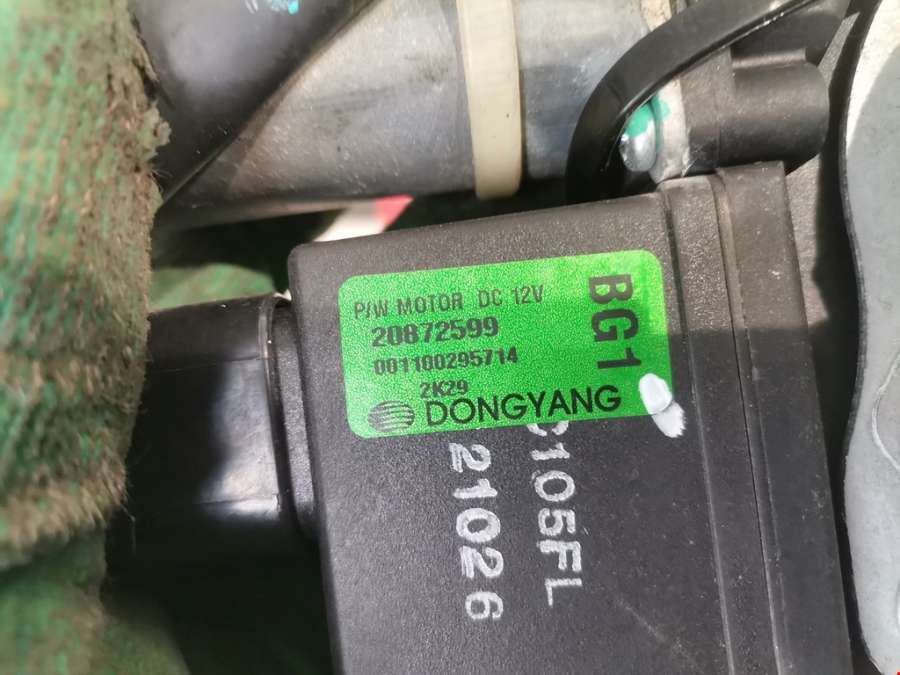 P/W MOTOR DC 12V
20872599
001100295714
2K29
DONGYANG
BG1
C105FL
21026